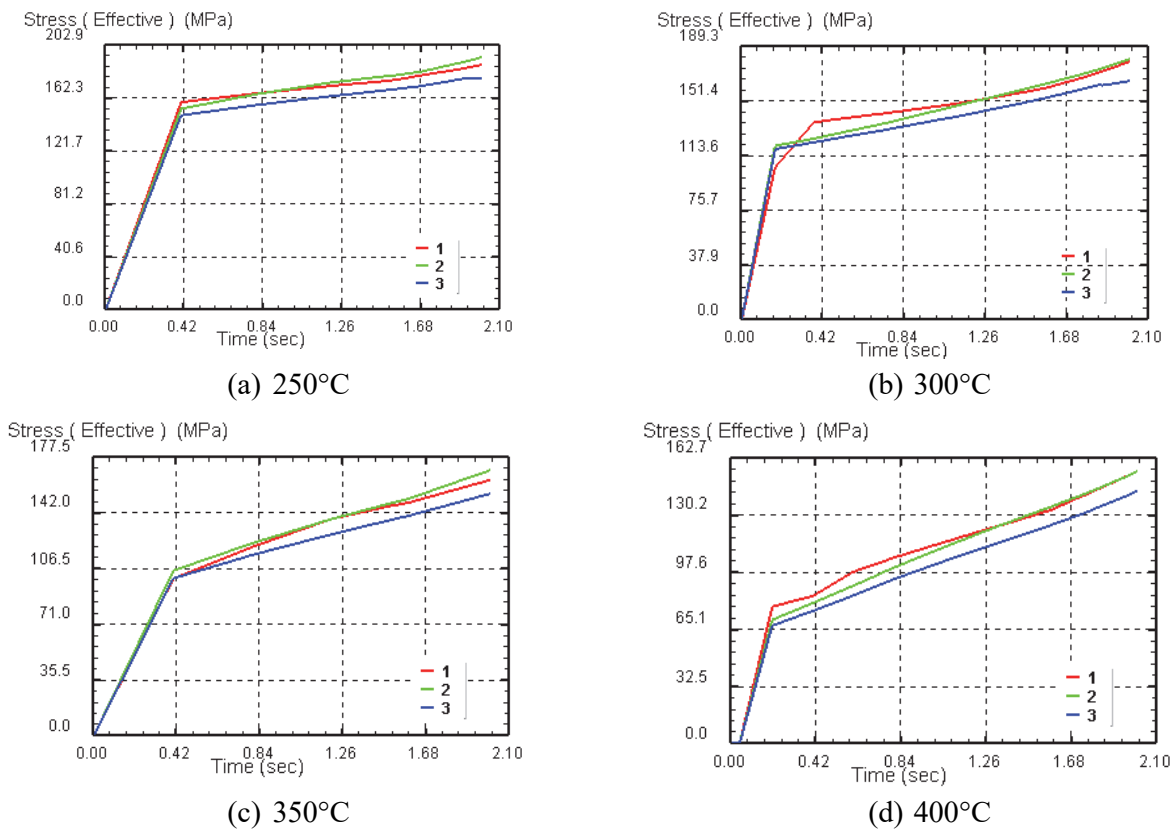 Stress ( Effective ) (MPa)
202.9
162.3
121.7
81.2
40.6
0.0
1
2
3
0.00 0.42 0.84 1.26 1.68 2.10
Time (sec)
(a) 250°C
Stress ( Effective ) (MPa)
189.3
151.4
113.6
75.7
37.9
0.0
1
2
3
0.00 0.42 0.84 1.26 1.68 2.10
Time (sec)
(b) 300°C
Stress ( Effective ) (MPa)
177.5
142.0
106.5
71.0
35.5
0.0
1
2
3
0.00 0.42 0.84 1.26 1.68 2.10
Time (sec)
(c) 350°C
Stress ( Effective ) (MPa)
162.7
130.2
97.6
65.1
32.5
0.0
1
2
3
0.00 0.42 0.84 1.26 1.68 2.10
Time (sec)
(d) 400°C